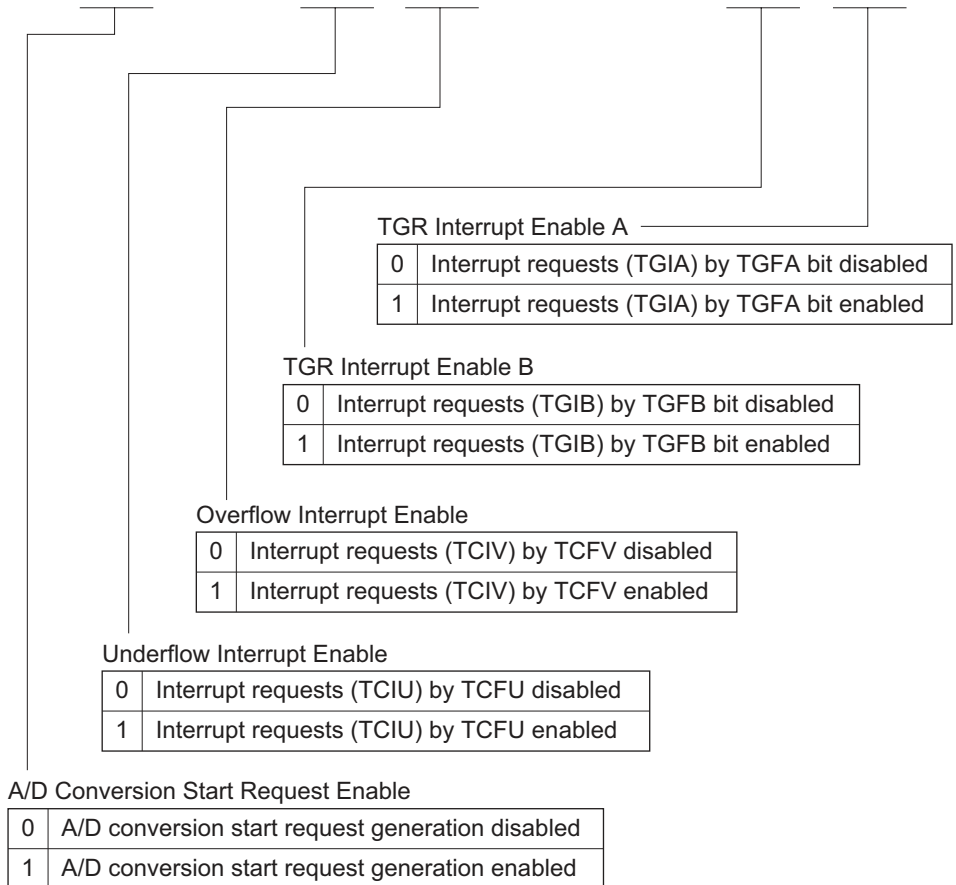 TGR Interrupt Enable A
0 Interrupt requests (TGIA) by TGFA bit disabled
1 Interrupt requests (TGIA) by TGFA bit enabled
TGR Interrupt Enable B
0 Interrupt requests (TGIB) by TGFB bit disabled
1 Interrupt requests (TGIB) by TGFB bit enabled
Overflow Interrupt Enable
0 Interrupt requests (TCIV) by TCFV disabled
1 Interrupt requests (TCIV) by TCFV enabled
Underflow Interrupt Enable
0 Interrupt requests (TCIU) by TCFU disabled
1 Interrupt requests (TCIU) by TCFU enabled
A/D Conversion Start Request Enable
0 A/D conversion start request generation disabled
1 A/D conversion start request generation enabled